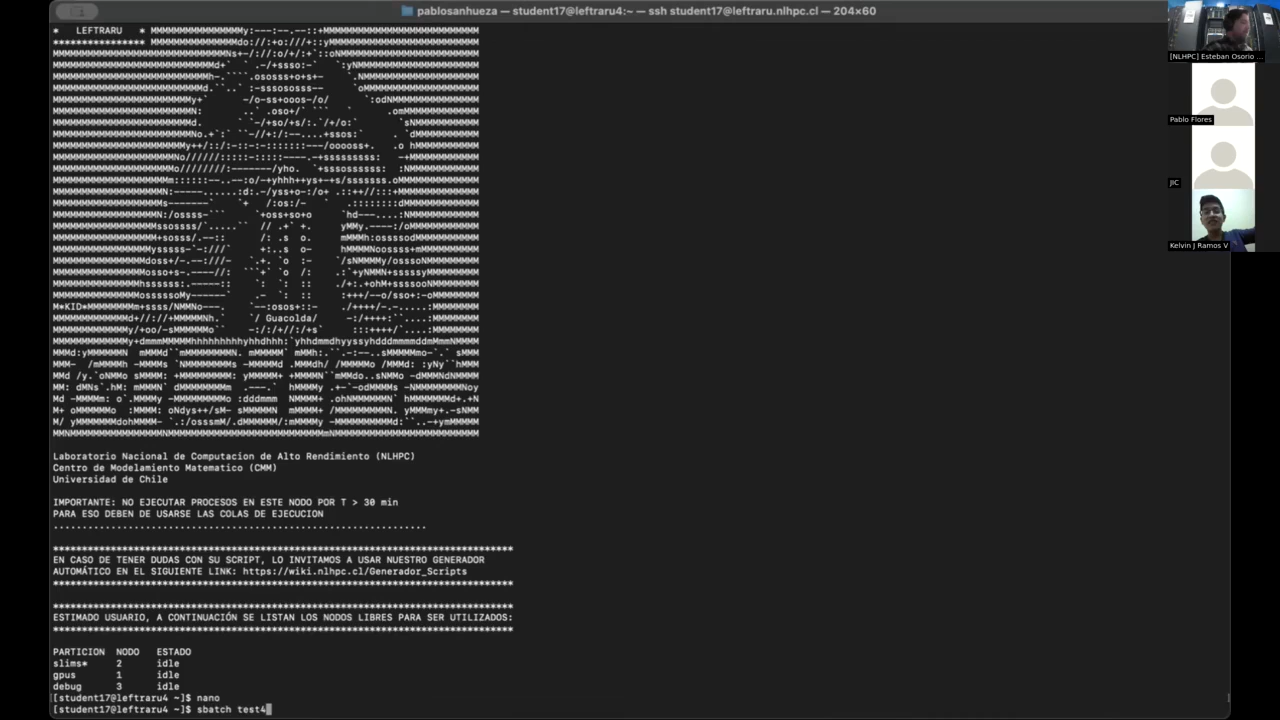 pablosanhueza — student17@leftraru4:~ — ssh student17@leftraru.nlhpc.cl — 204×60
* LEFTRARU *
*****************
M*KID*
/ Guacolda/
Laboratorio Nacional de Computacion de Alto Rendimiento (NLHPC)
Centro de Modelamiento Matematico (CMM)
Universidad de Chile
IMPORTANTE: NO EJECUTAR PROCESOS EN ESTE NODO POR T > 30 min
PARA ESO DEBEN DE USARSE LAS COLAS DE EJECUCION
EN CASO DE TENER DUDAS CON SU SCRIPT, LO INVITAMOS A USAR NUESTRO GENERADOR
AUTOMÁTICO EN EL SIGUIENTE LINK: https://wiki.nlhpc.cl/Generador_Scripts
ESTIMADO USUARIO, A CONTINUACIÓN SE LISTAN LOS NODOS LIBRES PARA SER UTILIZADOS:
PARTICION NODO ESTADO
slims* 2 idle
gpus 1 idle
debug 3 idle
[student17@leftraru4 ~]$ nano
[student17@leftraru4 ~]$ sbatch test4
[NLHPC] Esteban Osorio ...
Pablo Flores
JIC
Kelvin J Ramos V